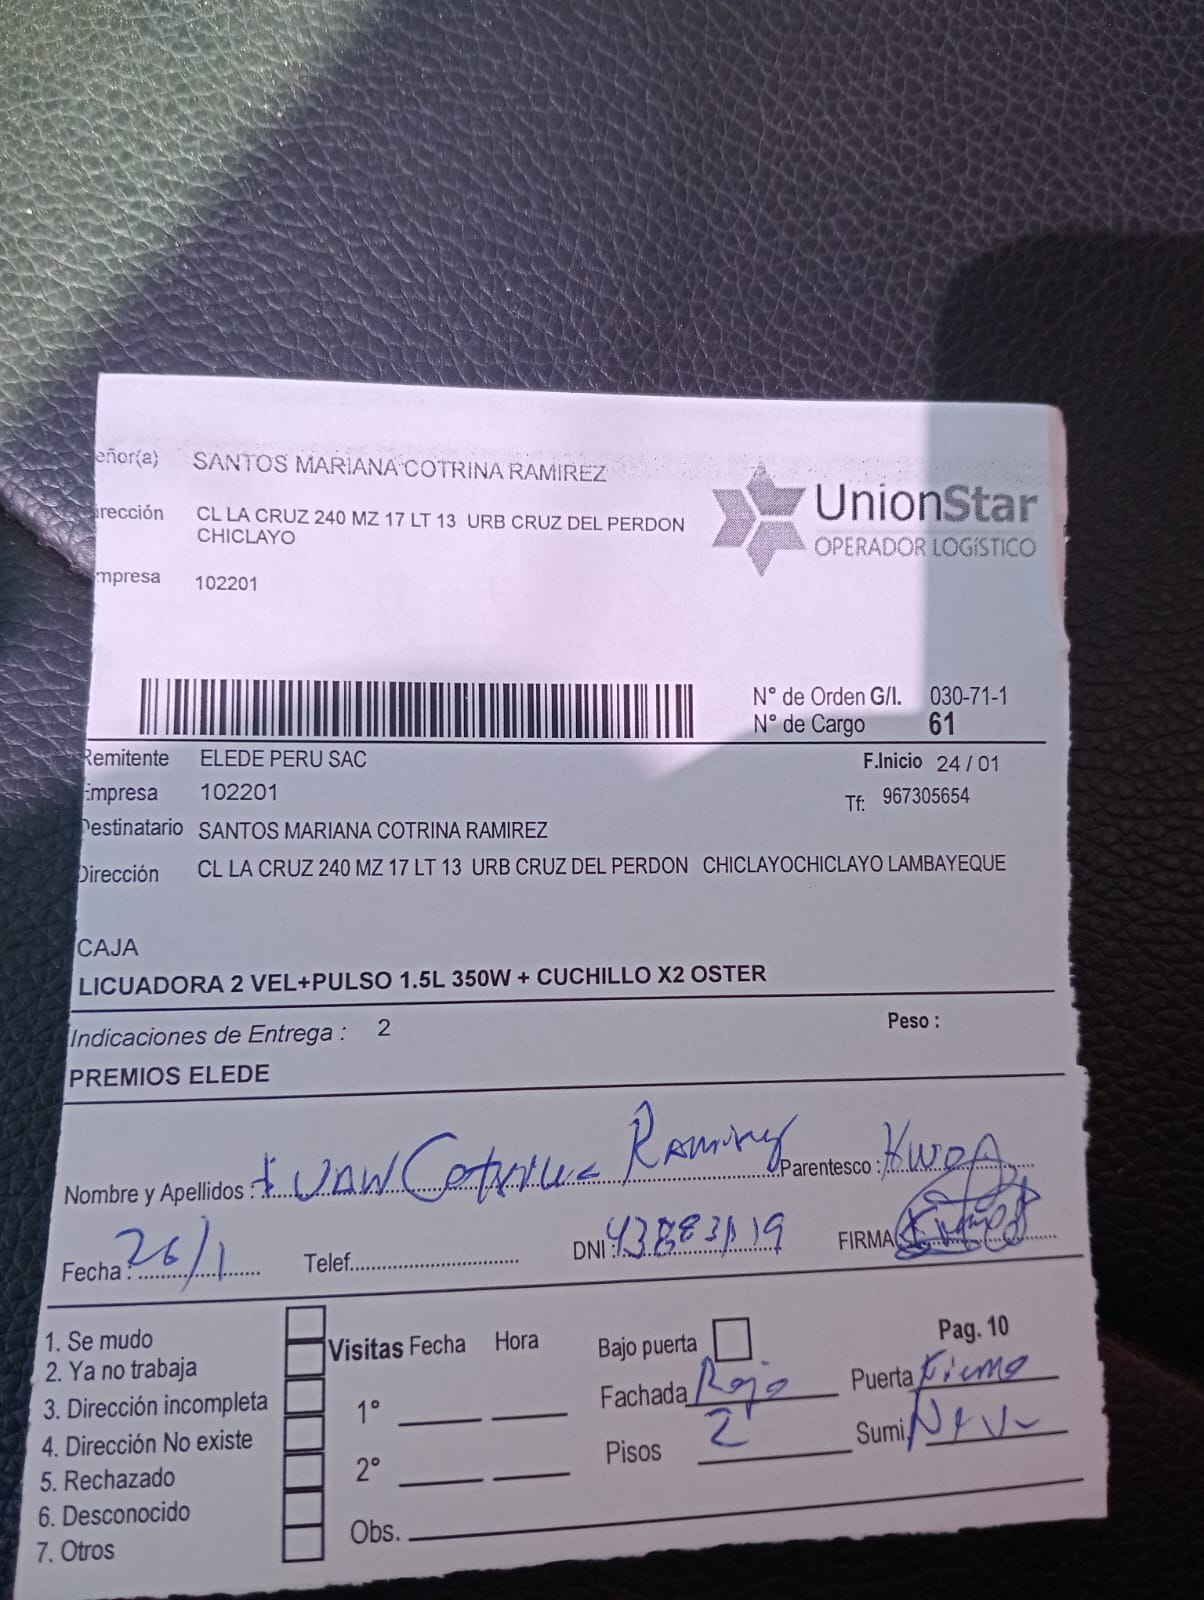 eñor(a) SANTOS MARIANA COTRINA RAMIREZ
irección CL LA CRUZ 240 MZ 17 LT 13 URB CRUZ DEL PERDON
CHICLAYO
mpresa 102201
UnionStar
OPERADOR LOGíSTICO
N° de Orden G/I. 030-71-1
N° de Cargo 61
Remitente ELEDE PERU SAC F.Inicio 24 / 01
Empresa 102201 Tf: 967305654
Destinatario SANTOS MARIANA COTRINA RAMIREZ
Dirección CL LA CRUZ 240 MZ 17 LT 13 URB CRUZ DEL PERDON CHICLAYOCHICLAYO LAMBAYEQUE
CAJA
LICUADORA 2 VEL+PULSO 1.5L 350W + CUCHILLO X2 OSTER
Indicaciones de Entrega : 2 Peso :
PREMIOS ELEDE
Nombre y Apellidos : Cotrina Ramirez Parentesco :
Fecha : 26/1 Telef. DNI : FIRMA
1. Se mudo
2. Ya no trabaja
3. Dirección incompleta
4. Dirección No existe
5. Rechazado
6. Desconocido
7. Otros
Visitas Fecha Hora
1°
2°
Obs.
Bajo puerta Pag. 10
Fachada Rojo Puerta Fierro
Pisos 2 Sumi.